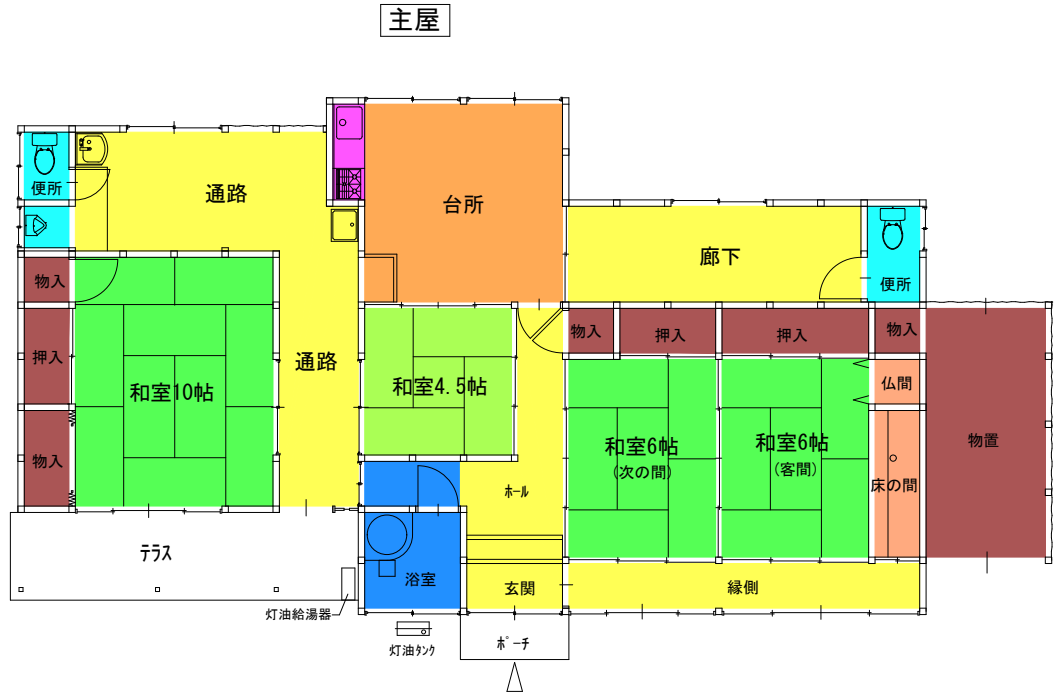 主屋
便所
通路
台所
廊下
便所
物入
押入
物入
和室10帖
通路
和室4.5帖
物入
押入
押入
物入
仏間
和室6帖
(次の間)
和室6帖
(客間)
床の間
物置
ホール
テラス
浴室
玄関
縁側
灯油給湯器
灯油タンク
ポーチ